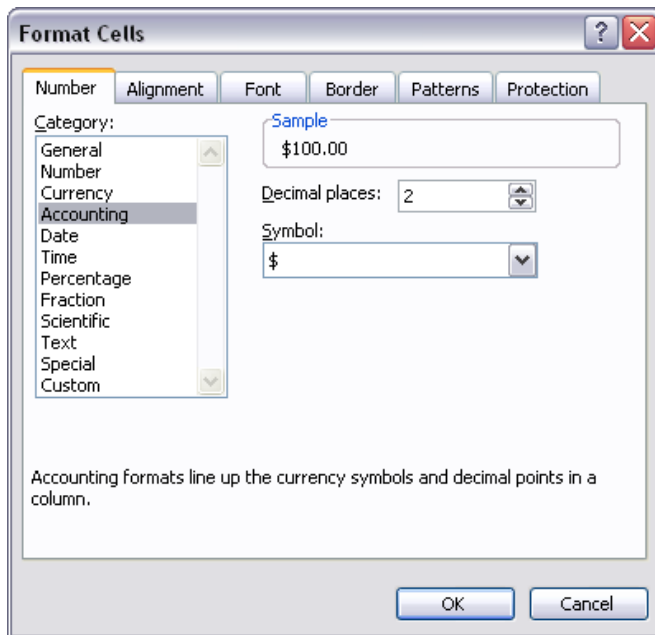 Format Cells
Number Alignment Font Border Patterns Protection
Category:
General
Number
Currency
Accounting
Date
Time
Percentage
Fraction
Scientific
Text
Special
Custom
Sample
$100.00
Decimal places: 2
Symbol:
$
Accounting formats line up the currency symbols and decimal points in a
column.
OK Cancel